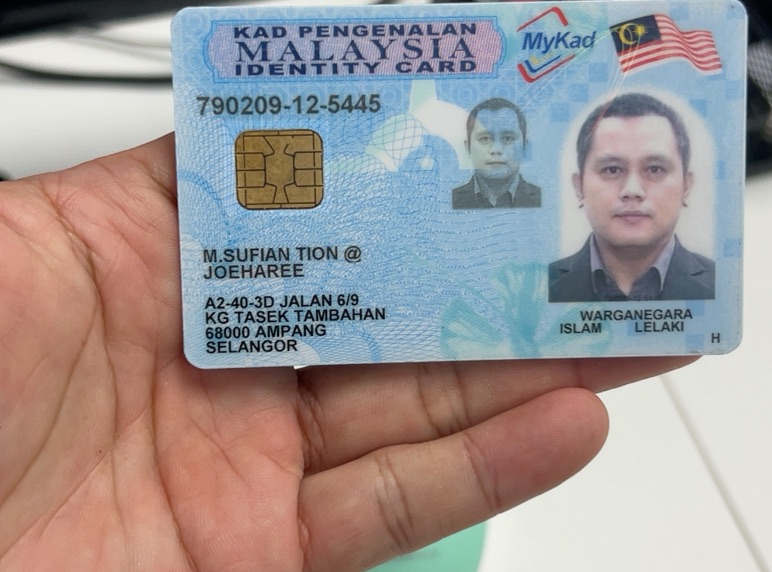 KAD PENGENALAN
MALAYSIA
IDENTITY CARD
MyKad
790209-12-5445
M.SUFIAN TION @
JOEHAREE
A2-40-3D JALAN 6/9
KG TASEK TAMBAHAN
68000 AMPANG
SELANGOR
WARGANEGARA
ISLAM LELAKI
H